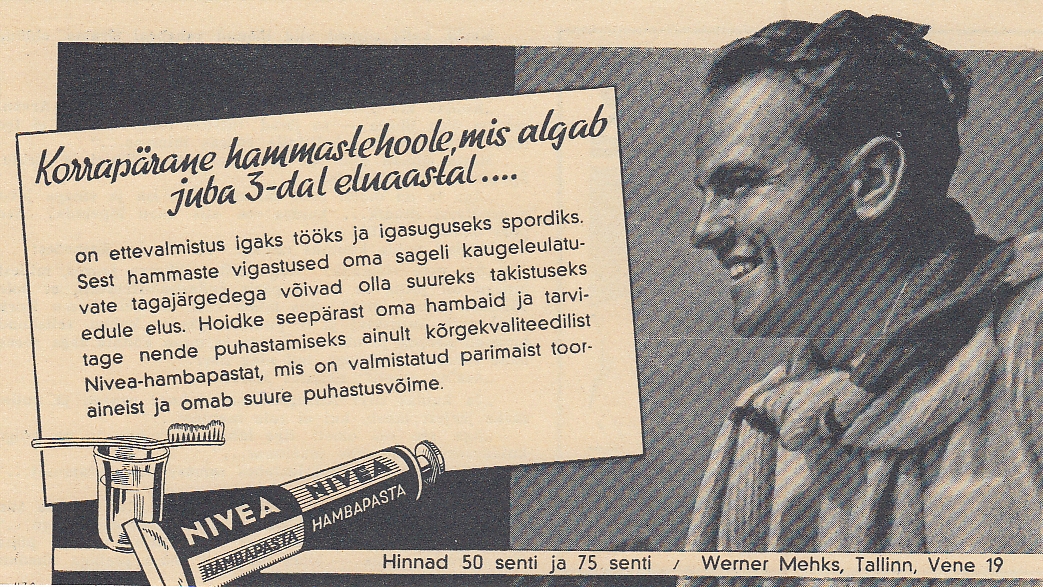 Korrapärane hammastehoole, mis algab
juba 3-dal eluaastal....
on ettevalmistus igaks tööks ja igasuguseks spordiks.
Sest hammaste vigastused oma sageli kaugeleulatu-
vate tagajärgedega võivad olla suureks takistuseks
edule elus. Hoidke seepärast oma hambaid ja tarvi-
tage nende puhastamiseks ainult kõrgekvaliteedilist
Nivea-hambapastat, mis on valmistatud parimaist toor-
aineist ja omab suure puhastusvõime.
NIVEA NIVEA
HAMBAPASTA HAMBAPASTA
Hinnad 50 senti ja 75 senti / Werner Mehks, Tallinn, Vene 19